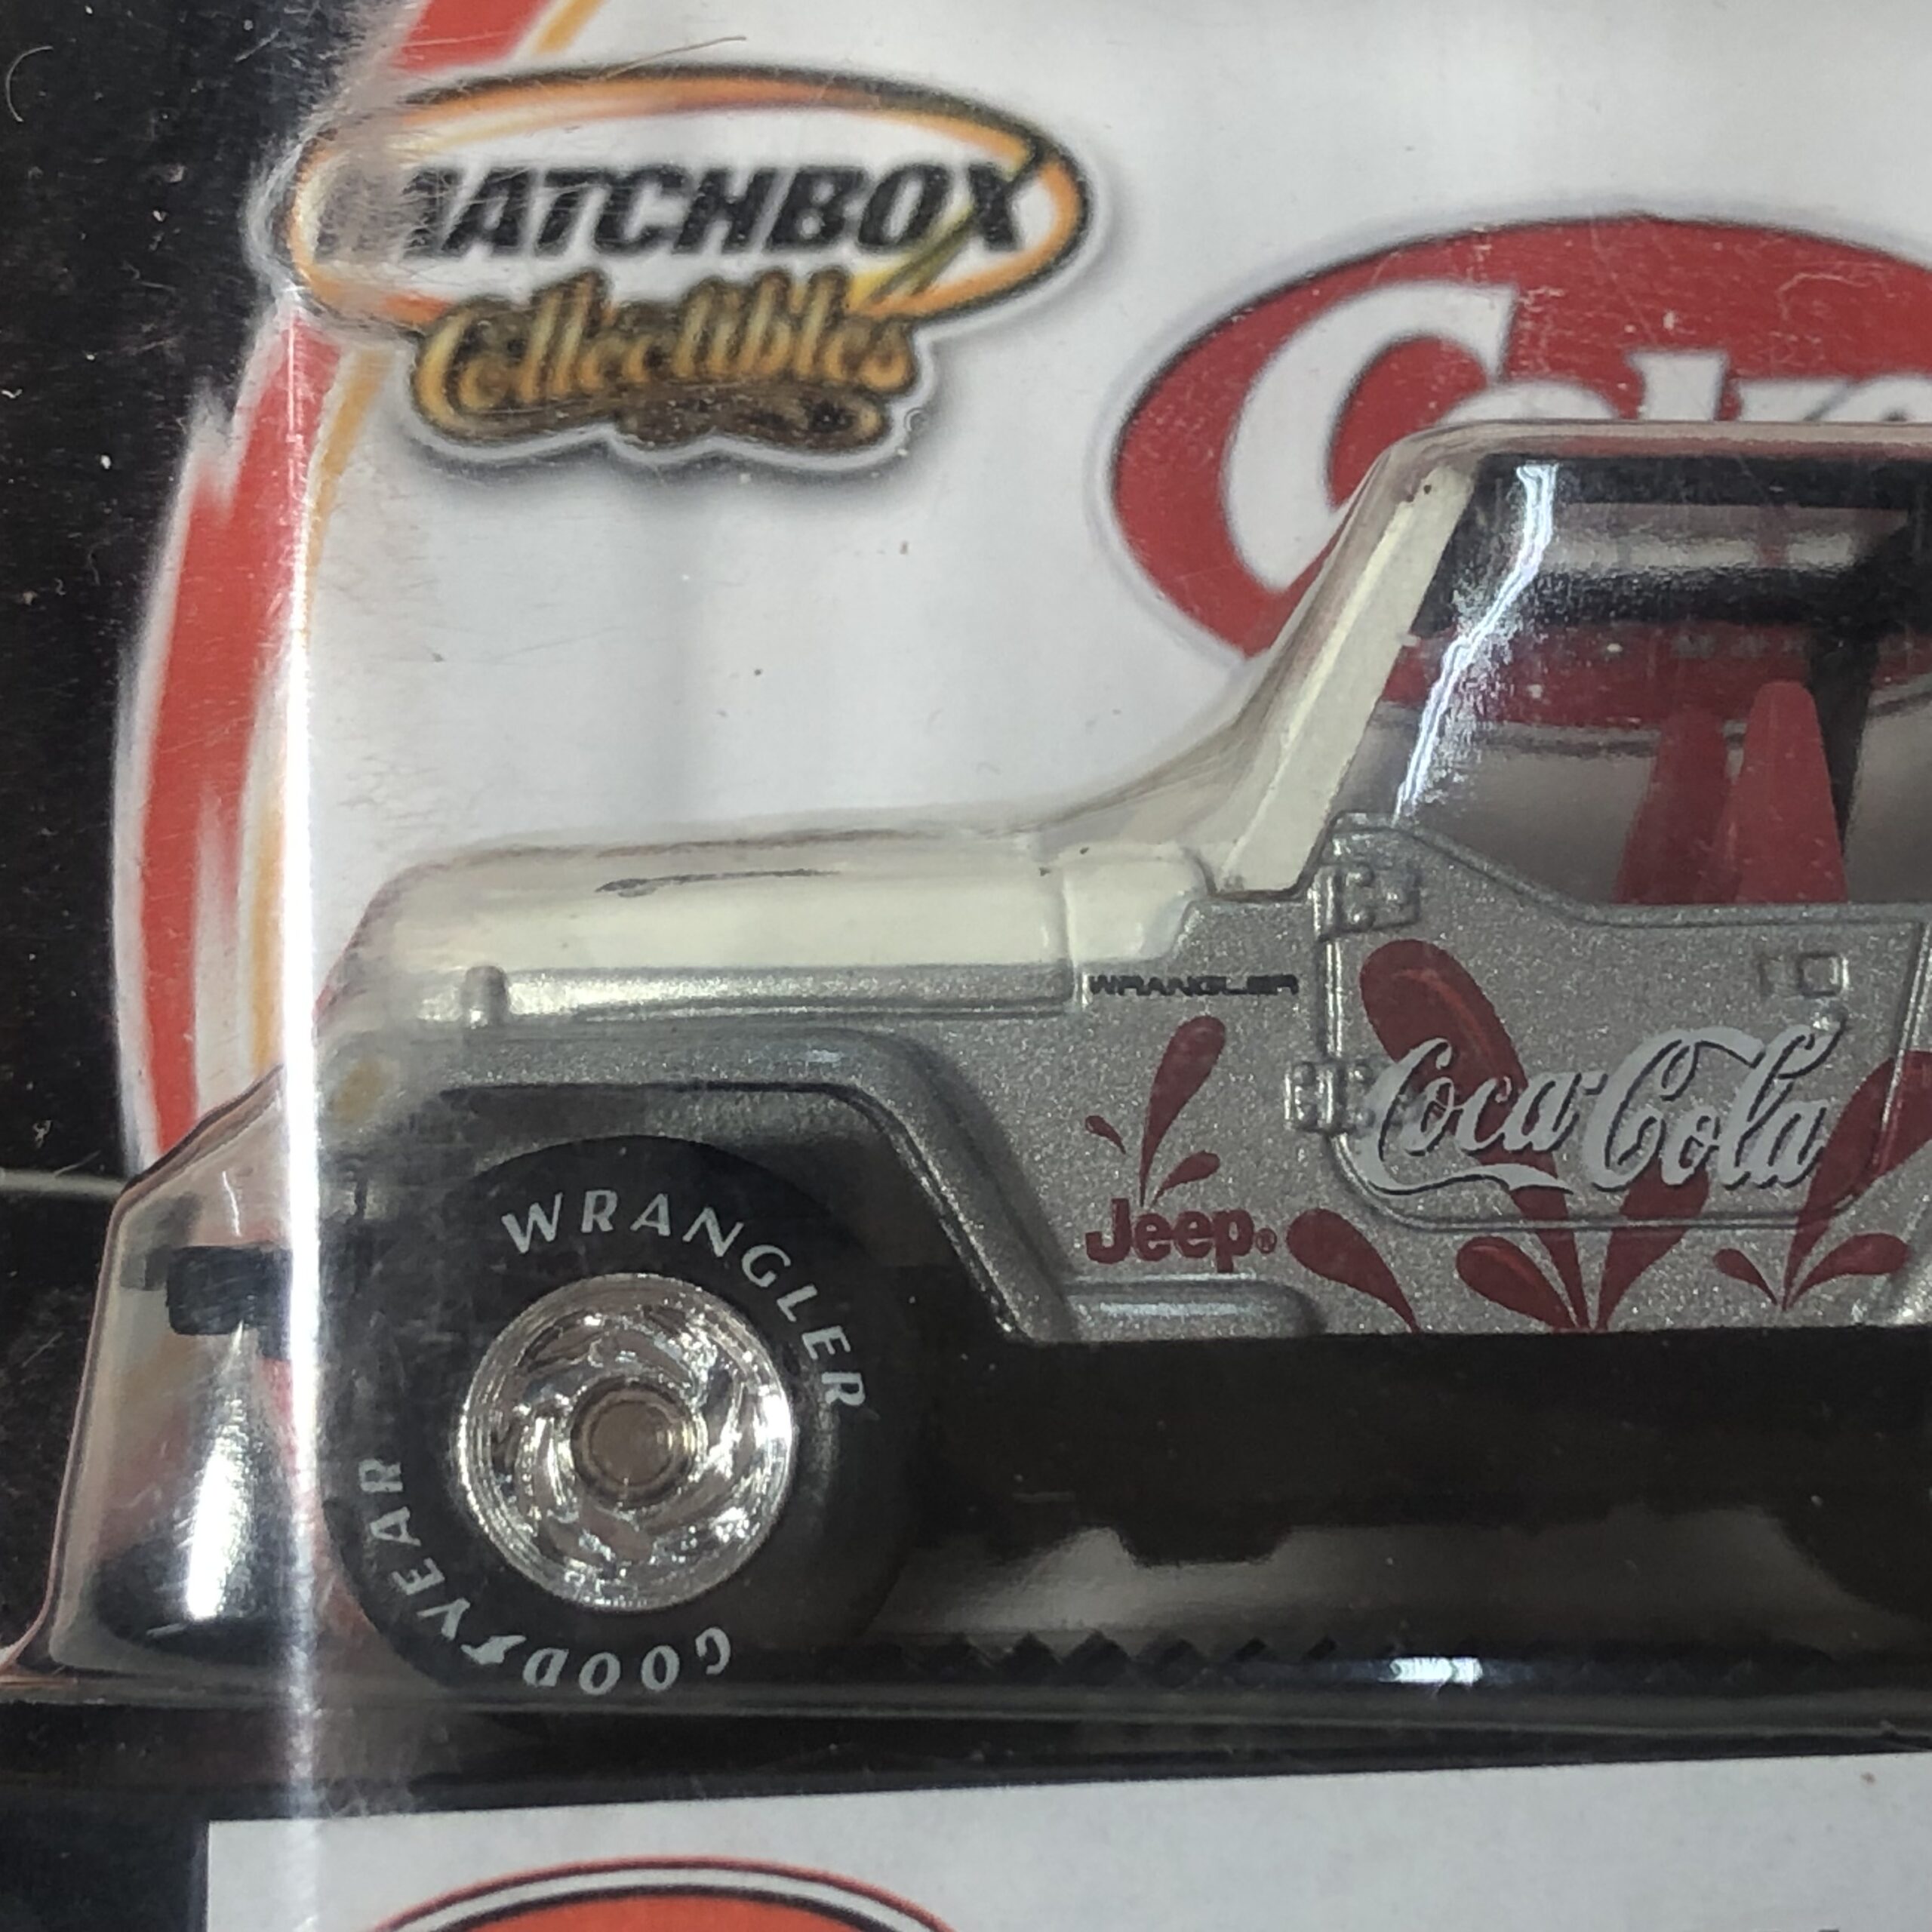 MATCHBOX
Collectibles
WRANGLER
Coca-Cola
Jeep®
WRANGLER
GOODYEAR